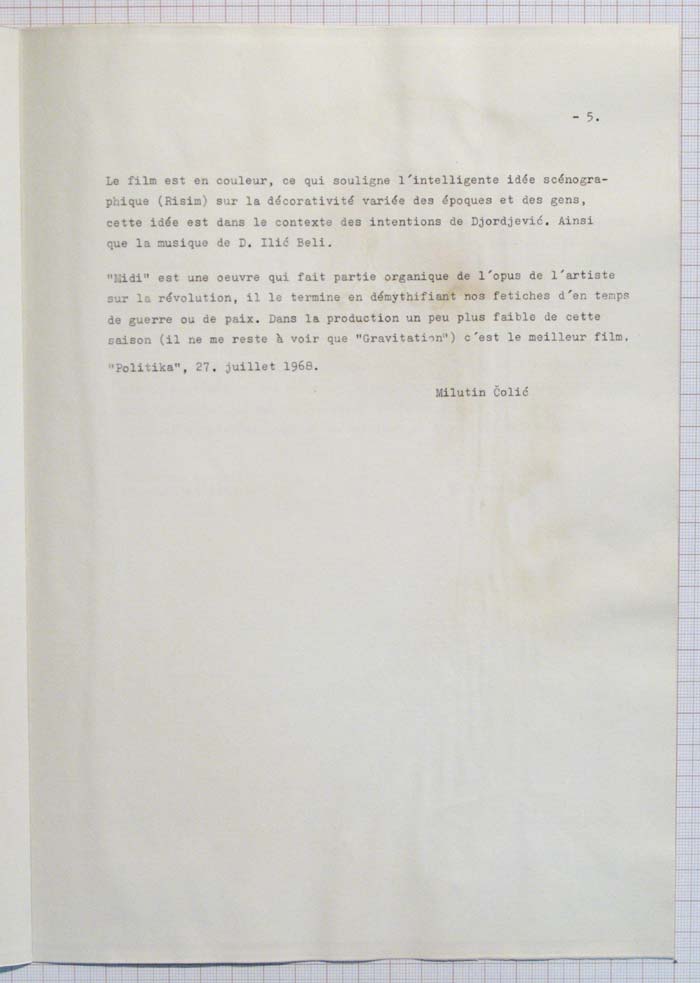 - 5.
Le film est en couleur, ce qui souligne l'intelligente idée scénogra-
phique (Risim) sur la décorativité variée des époques et des gens,
cette idée est dans le contexte des intentions de Djordjević. Ainsi
que la musique de D. Ilić Beli.
"Midi" est une oeuvre qui fait partie organique de l'opus de l'artiste
sur la révolution, il le termine en démythifiant nos fetiches d'en temps
de guerre ou de paix. Dans la production un peu plus faible de cette
saison (il ne me reste à voir que "Gravitation") c'est le meilleur film.
"Politika", 27. juillet 1968.
Milutin Čolić